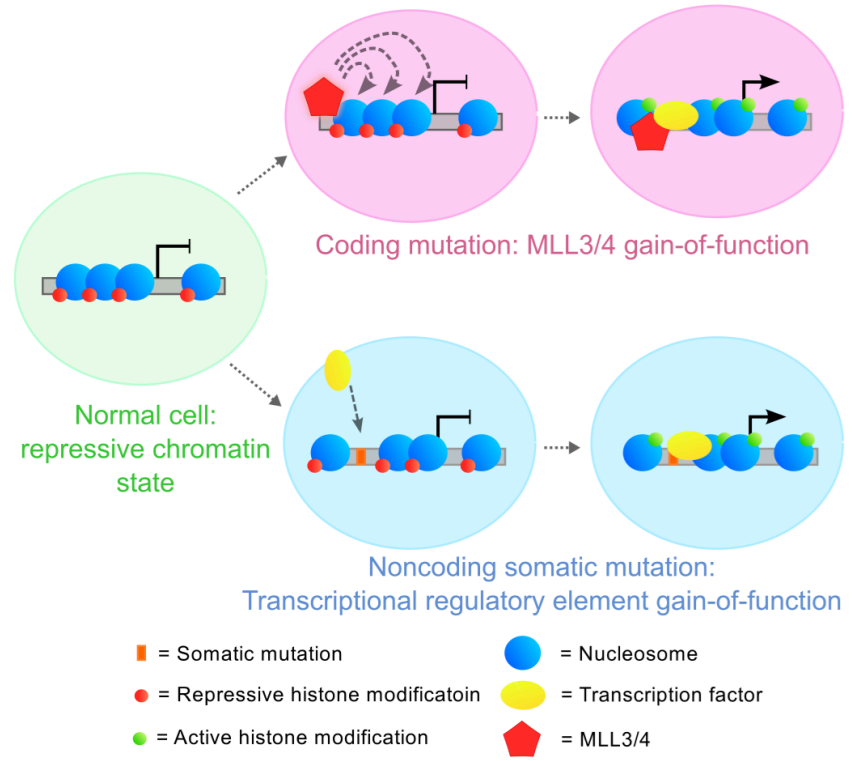 Coding mutation: MLL3/4 gain-of-function
Normal cell:
repressive chromatin
state
Noncoding somatic mutation:
Transcriptional regulatory element gain-of-function
= Somatic mutation
= Nucleosome
= Repressive histone modificatoin
= Transcription factor
= Active histone modification
= MLL3/4